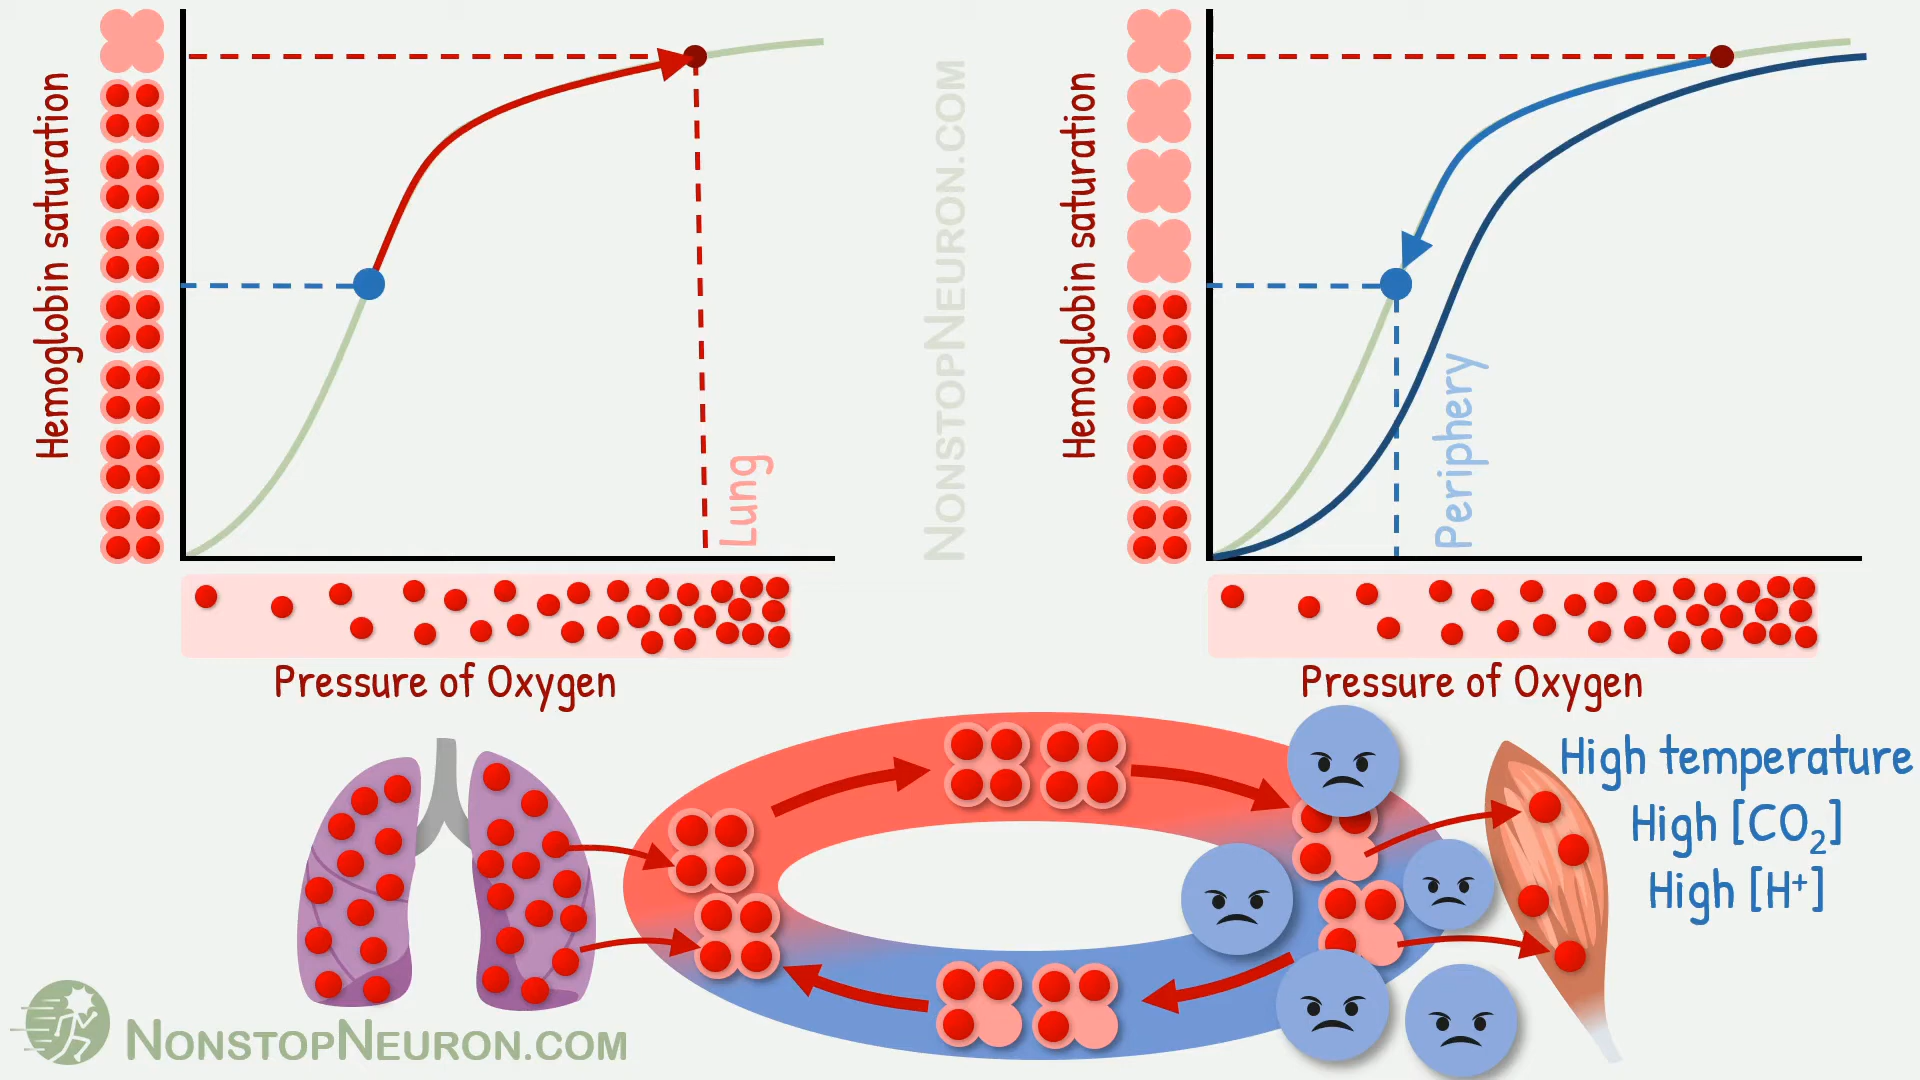 Hemoglobin saturation
Lung
Pressure of Oxygen
NONSTOPNEURON.COM
Hemoglobin saturation
Periphery
Pressure of Oxygen
High temperature
High [CO₂]
High [H⁺]
NONSTOPNEURON.COM